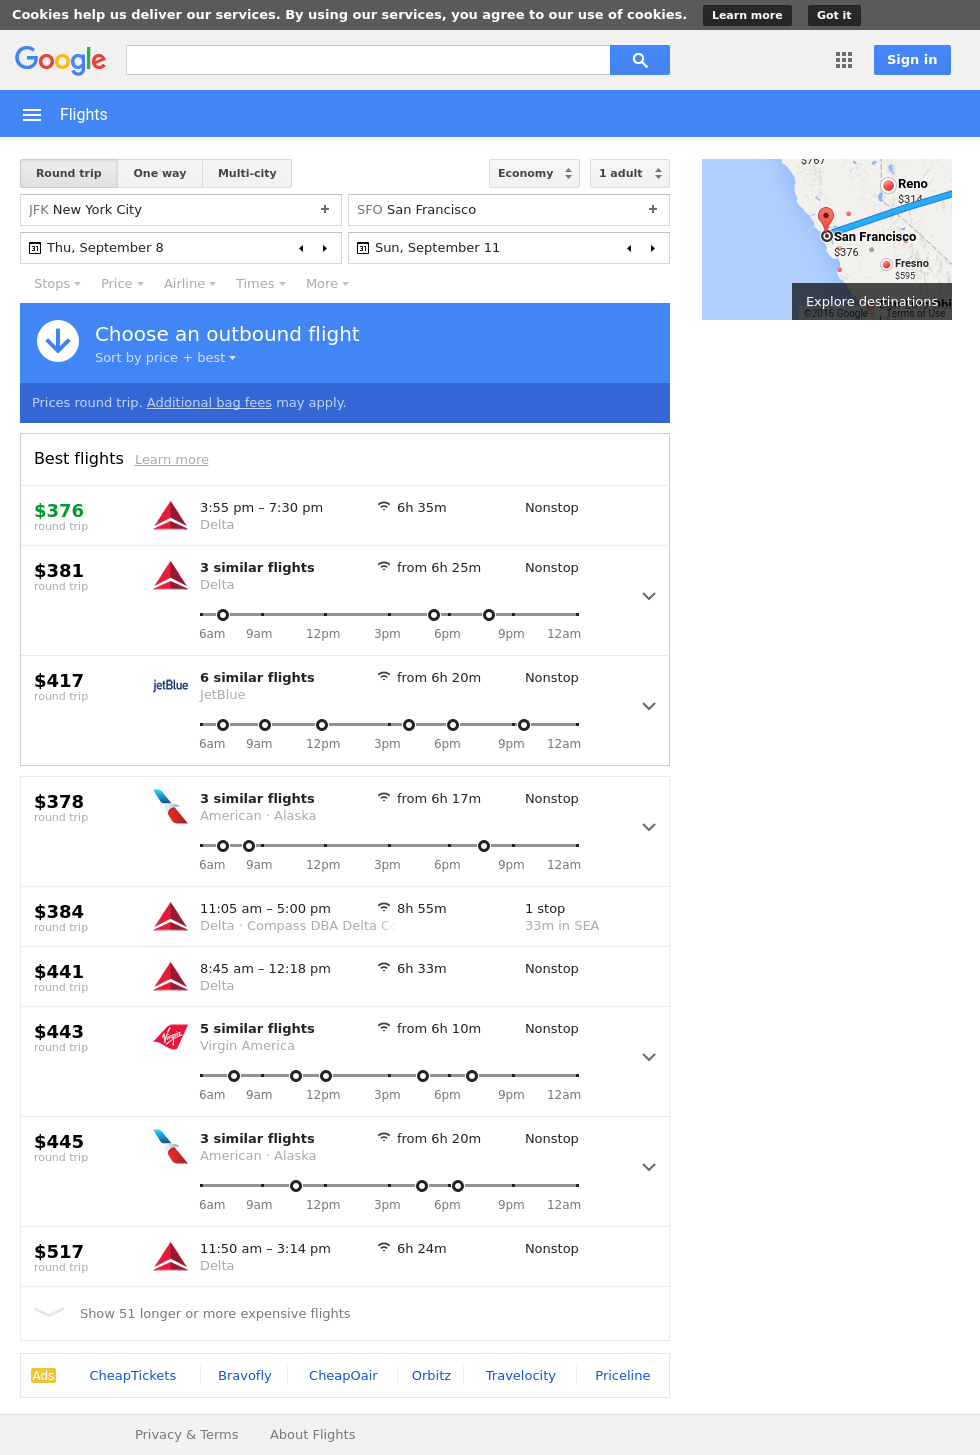 Cookies help us deliver our services. By using our services, you agree to our use of cookies. Learn more Got it
Google Sign in
Flights
Round trip One way Multi-city Economy 1 adult
JFK New York City + SFO San Francisco +
31 Thu, September 8 31 Sun, September 11
Stops Price Airline Times More
$767
Reno
$314
San Francisco
$376
Fresno
$595
Explore destinations
©2016 Google Terms of Use
Choose an outbound flight
Sort by price + best
Prices round trip. Additional bag fees may apply.
Best flights Learn more
$376 3:55 pm – 7:30 pm 6h 35m Nonstop
round trip Delta
$381 3 similar flights from 6h 25m Nonstop
round trip Delta
6am 9am 12pm 3pm 6pm 9pm 12am
$417 jetBlue 6 similar flights from 6h 20m Nonstop
round trip JetBlue
6am 9am 12pm 3pm 6pm 9pm 12am
$378 3 similar flights from 6h 17m Nonstop
round trip American · Alaska
6am 9am 12pm 3pm 6pm 9pm 12am
$384 11:05 am – 5:00 pm 8h 55m 1 stop
round trip Delta · Compass DBA Delta Co 33m in SEA
$441 8:45 am – 12:18 pm 6h 33m Nonstop
round trip Delta
$443 Virgin 5 similar flights from 6h 10m Nonstop
round trip Virgin America
6am 9am 12pm 3pm 6pm 9pm 12am
$445 3 similar flights from 6h 20m Nonstop
round trip American · Alaska
6am 9am 12pm 3pm 6pm 9pm 12am
$517 11:50 am – 3:14 pm 6h 24m Nonstop
round trip Delta
Show 51 longer or more expensive flights
Ads CheapTickets Bravofly CheapOair Orbitz Travelocity Priceline
Privacy & Terms About Flights